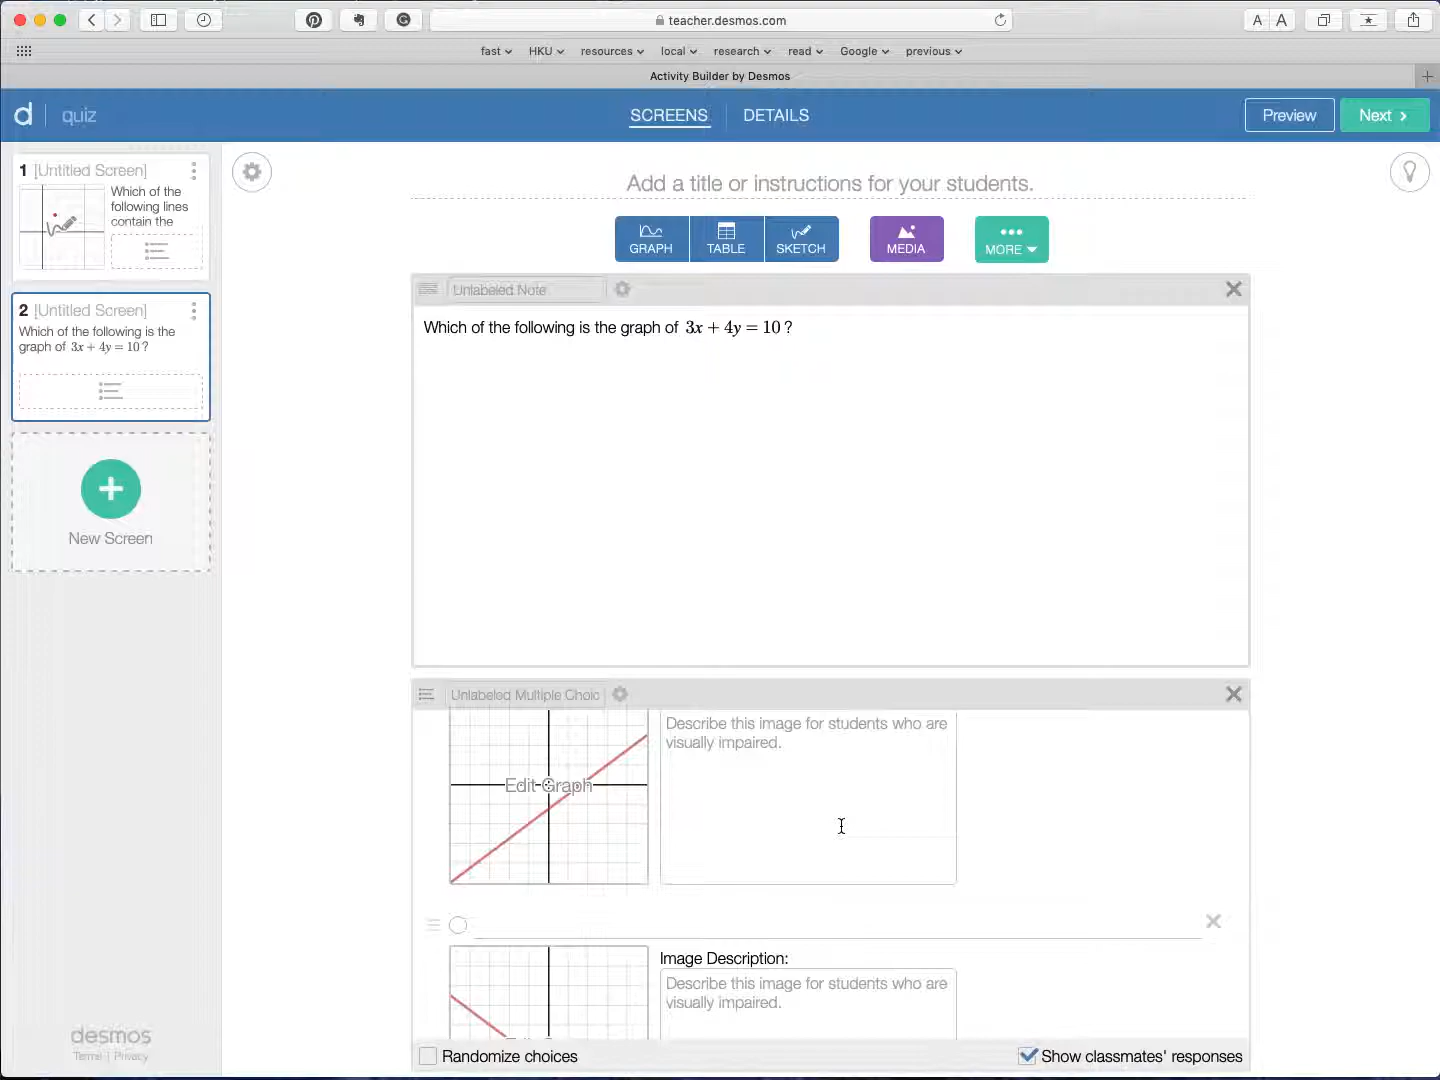 teacher.desmos.com
A A
fast HKU resources local research read Google previous
Activity Builder by Desmos
d quiz SCREENS DETAILS Preview Next
1 [Untitled Screen]
Which of the
following lines
contain the
2 [Untitled Screen]
Which of the following is the
graph of 3x + 4y = 10 ?
New Screen
desmos
Terms | Privacy
Add a title or instructions for your students.
GRAPH TABLE SKETCH MEDIA MORE
Unlabeled Note
Which of the following is the graph of 3x + 4y = 10 ?
Unlabeled Multiple Choic
Edit Graph
Describe this image for students who are
visually impaired.
Image Description:
Describe this image for students who are
visually impaired.
Randomize choices Show classmates' responses